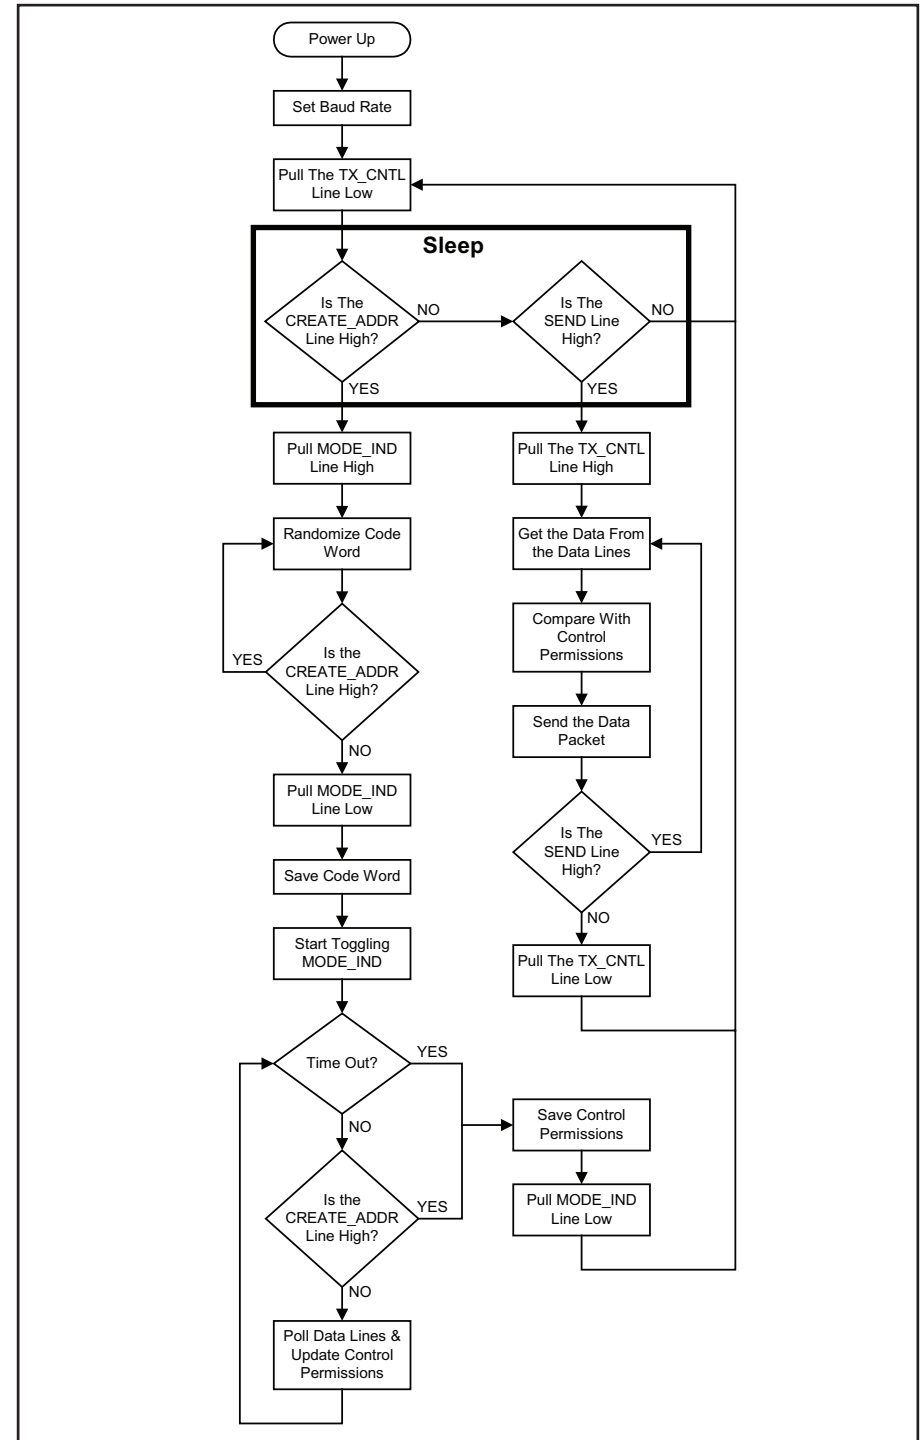 Power Up
Set Baud Rate
Pull The TX_CNTL
Line Low
Sleep
Is The
CREATE_ADDR
Line High?
NO
YES
Is The
SEND Line
High?
NO
YES
Pull MODE_IND
Line High
Randomize Code
Word
Is the
CREATE_ADDR
Line High?
YES
NO
Pull MODE_IND
Line Low
Save Code Word
Start Toggling
MODE_IND
Time Out?
YES
NO
Is the
CREATE_ADDR
Line High?
YES
NO
Poll Data Lines &
Update Control
Permissions
Pull The TX_CNTL
Line High
Get the Data From
the Data Lines
Compare With
Control
Permissions
Send the Data
Packet
Is The
SEND Line
High?
YES
NO
Pull The TX_CNTL
Line Low
Save Control
Permissions
Pull MODE_IND
Line Low